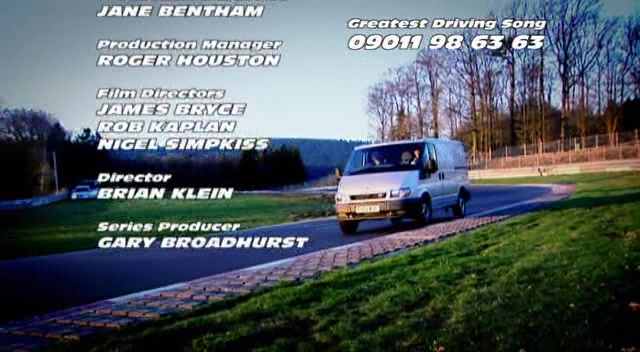 JANE BENTHAM
Production Manager
ROGER HOUSTON
Film Directors
JAMES BRYCE
ROB KAPLAN
NIGEL SIMPKISS
Director
BRIAN KLEIN
Series Producer
GARY BROADHURST
Greatest Driving Song
09011 98 63 63